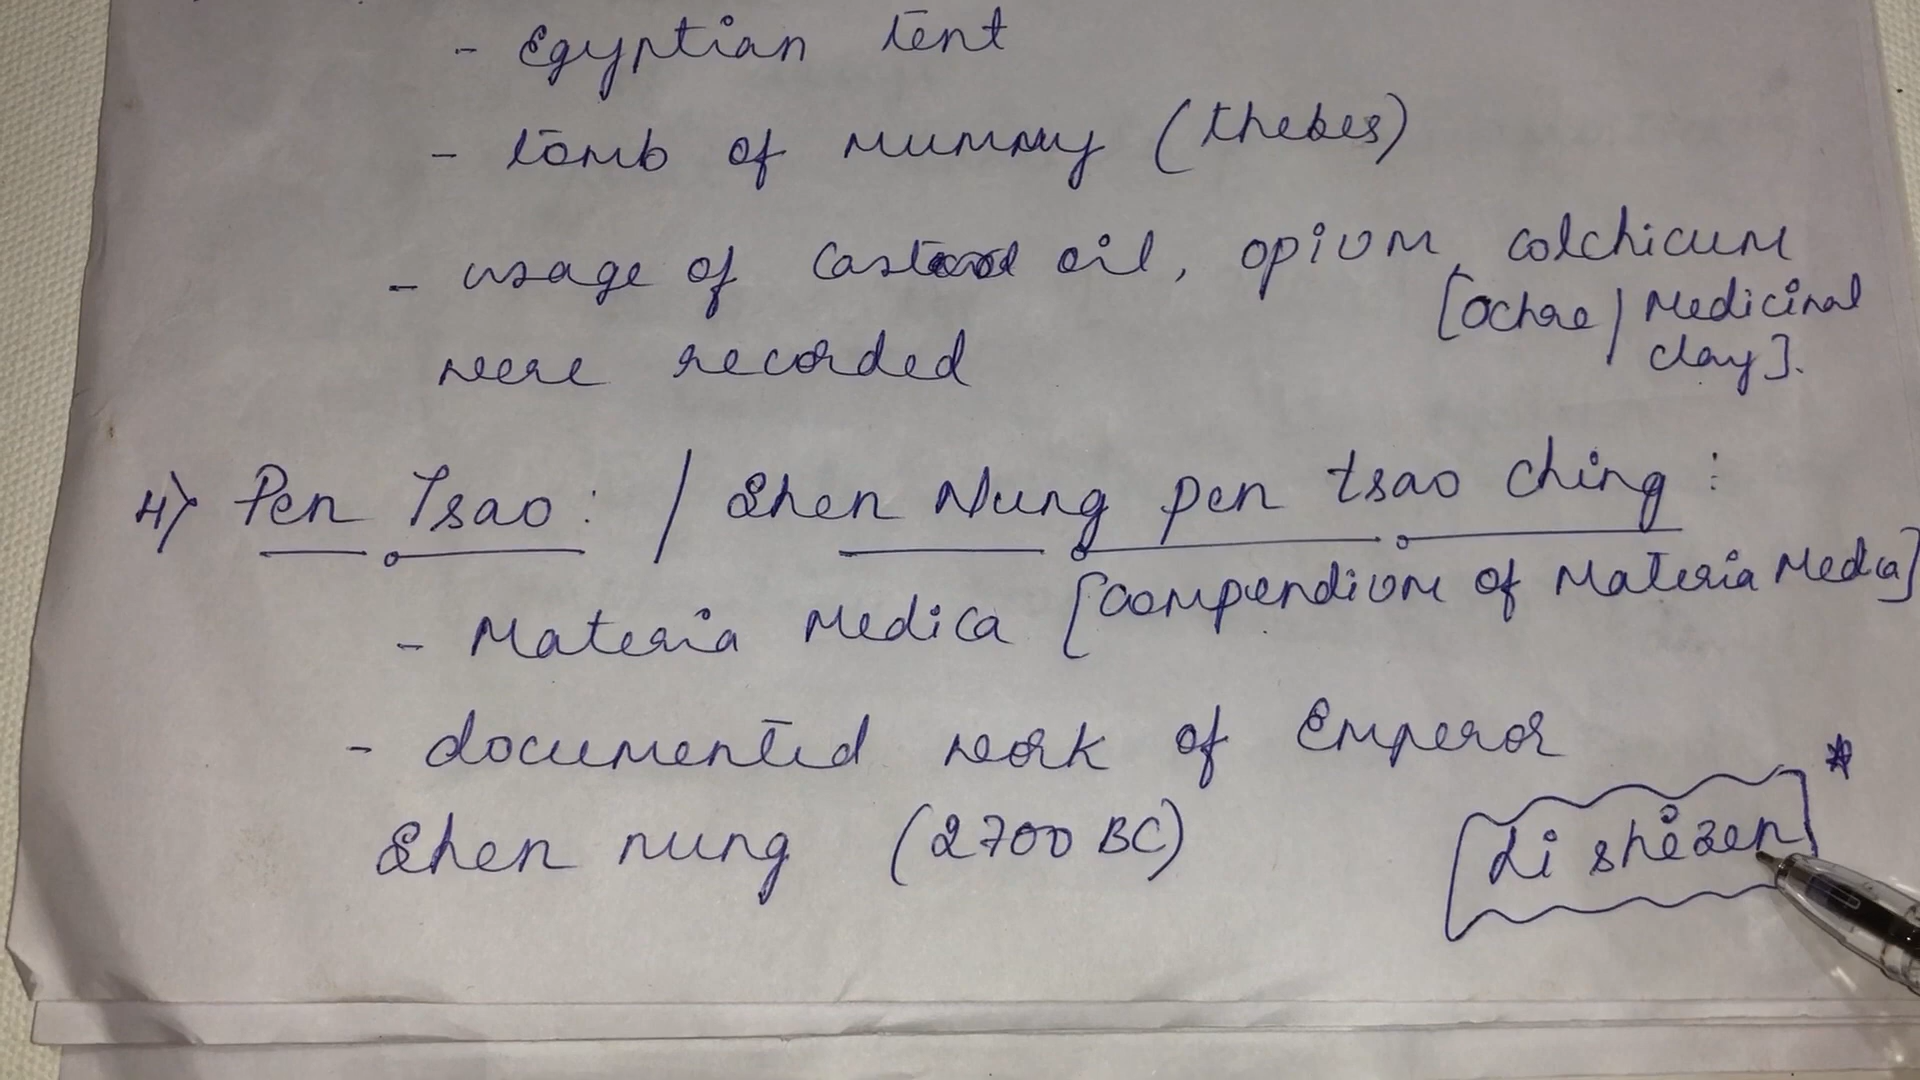 - Egyptian tent
- tomb of mummy (thebes)
- usage of Castor oil, opium, colchicum
[Ochre / Medicinal clay].
were recorded
4) Pen Tsao: / Shen Nung pen tsao ching:
- Materia Medica [compendium of Materia Medica]
- documented work of Emperor
Shen nung (2700 BC)
Li shizen *